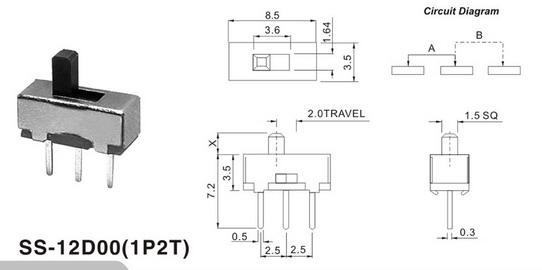 8.5
3.6
1.64
3.5
Circuit Diagram
A
B
2.0TRAVEL
X
3.5
7.2
0.5
2.5
2.5
1.5 SQ
0.3
SS-12D00(1P2T)